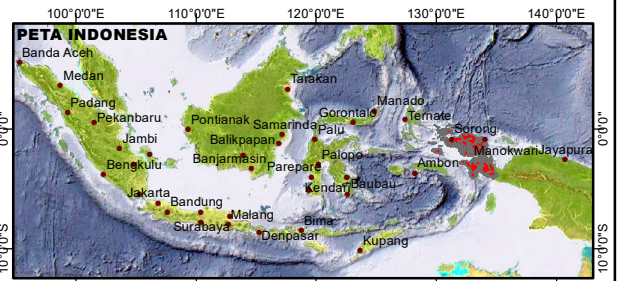 100°0'0"E 110°0'0"E 120°0'0"E 130°0'0"E 140°0'0"E
PETA INDONESIA
Banda Aceh
Medan
Tarakan
Padang
Manado
Pekanbaru
Pontianak
Gorontalo
Ternate
Samarinda
Sorong
0°0'0"
0°0'0"
Jambi
Balikpapan
Palu
Manokwari
Jayapura
Bengkulu
Banjarmasin
Palopo
Parepare
Ambon
Kendari
Baubau
Jakarta
Bandung
Malang
Surabaya
Bima
Denpasar
Kupang
10°0'0"S
10°0'0"S